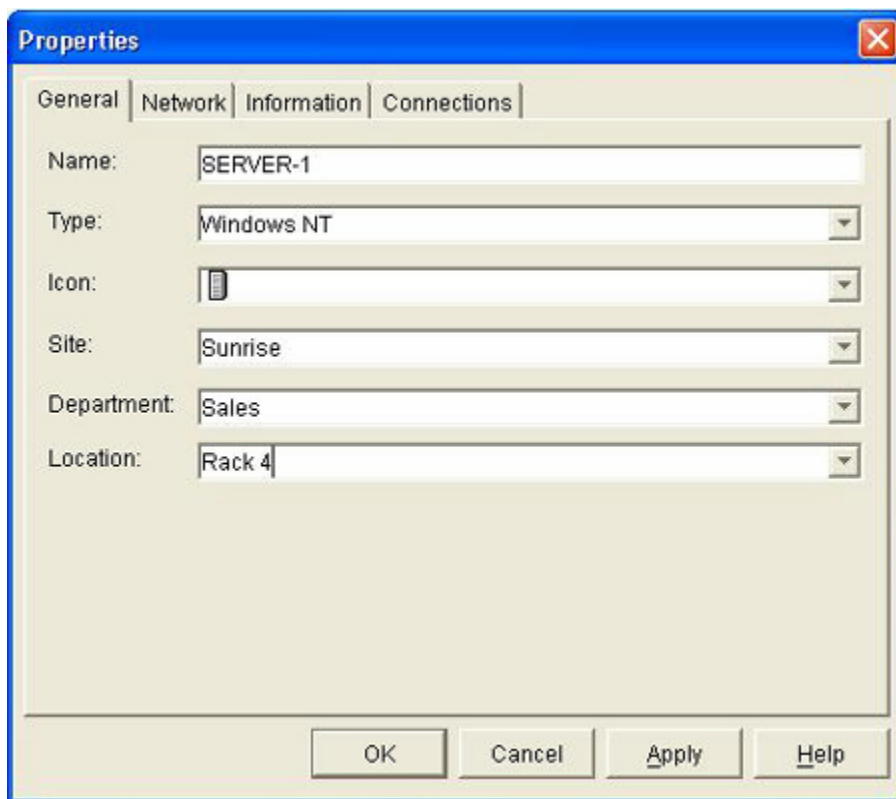 Properties
General Network Information Connections
Name: SERVER-1
Type: Windows NT
Icon:
Site: Sunrise
Department: Sales
Location: Rack 4
OK Cancel Apply Help